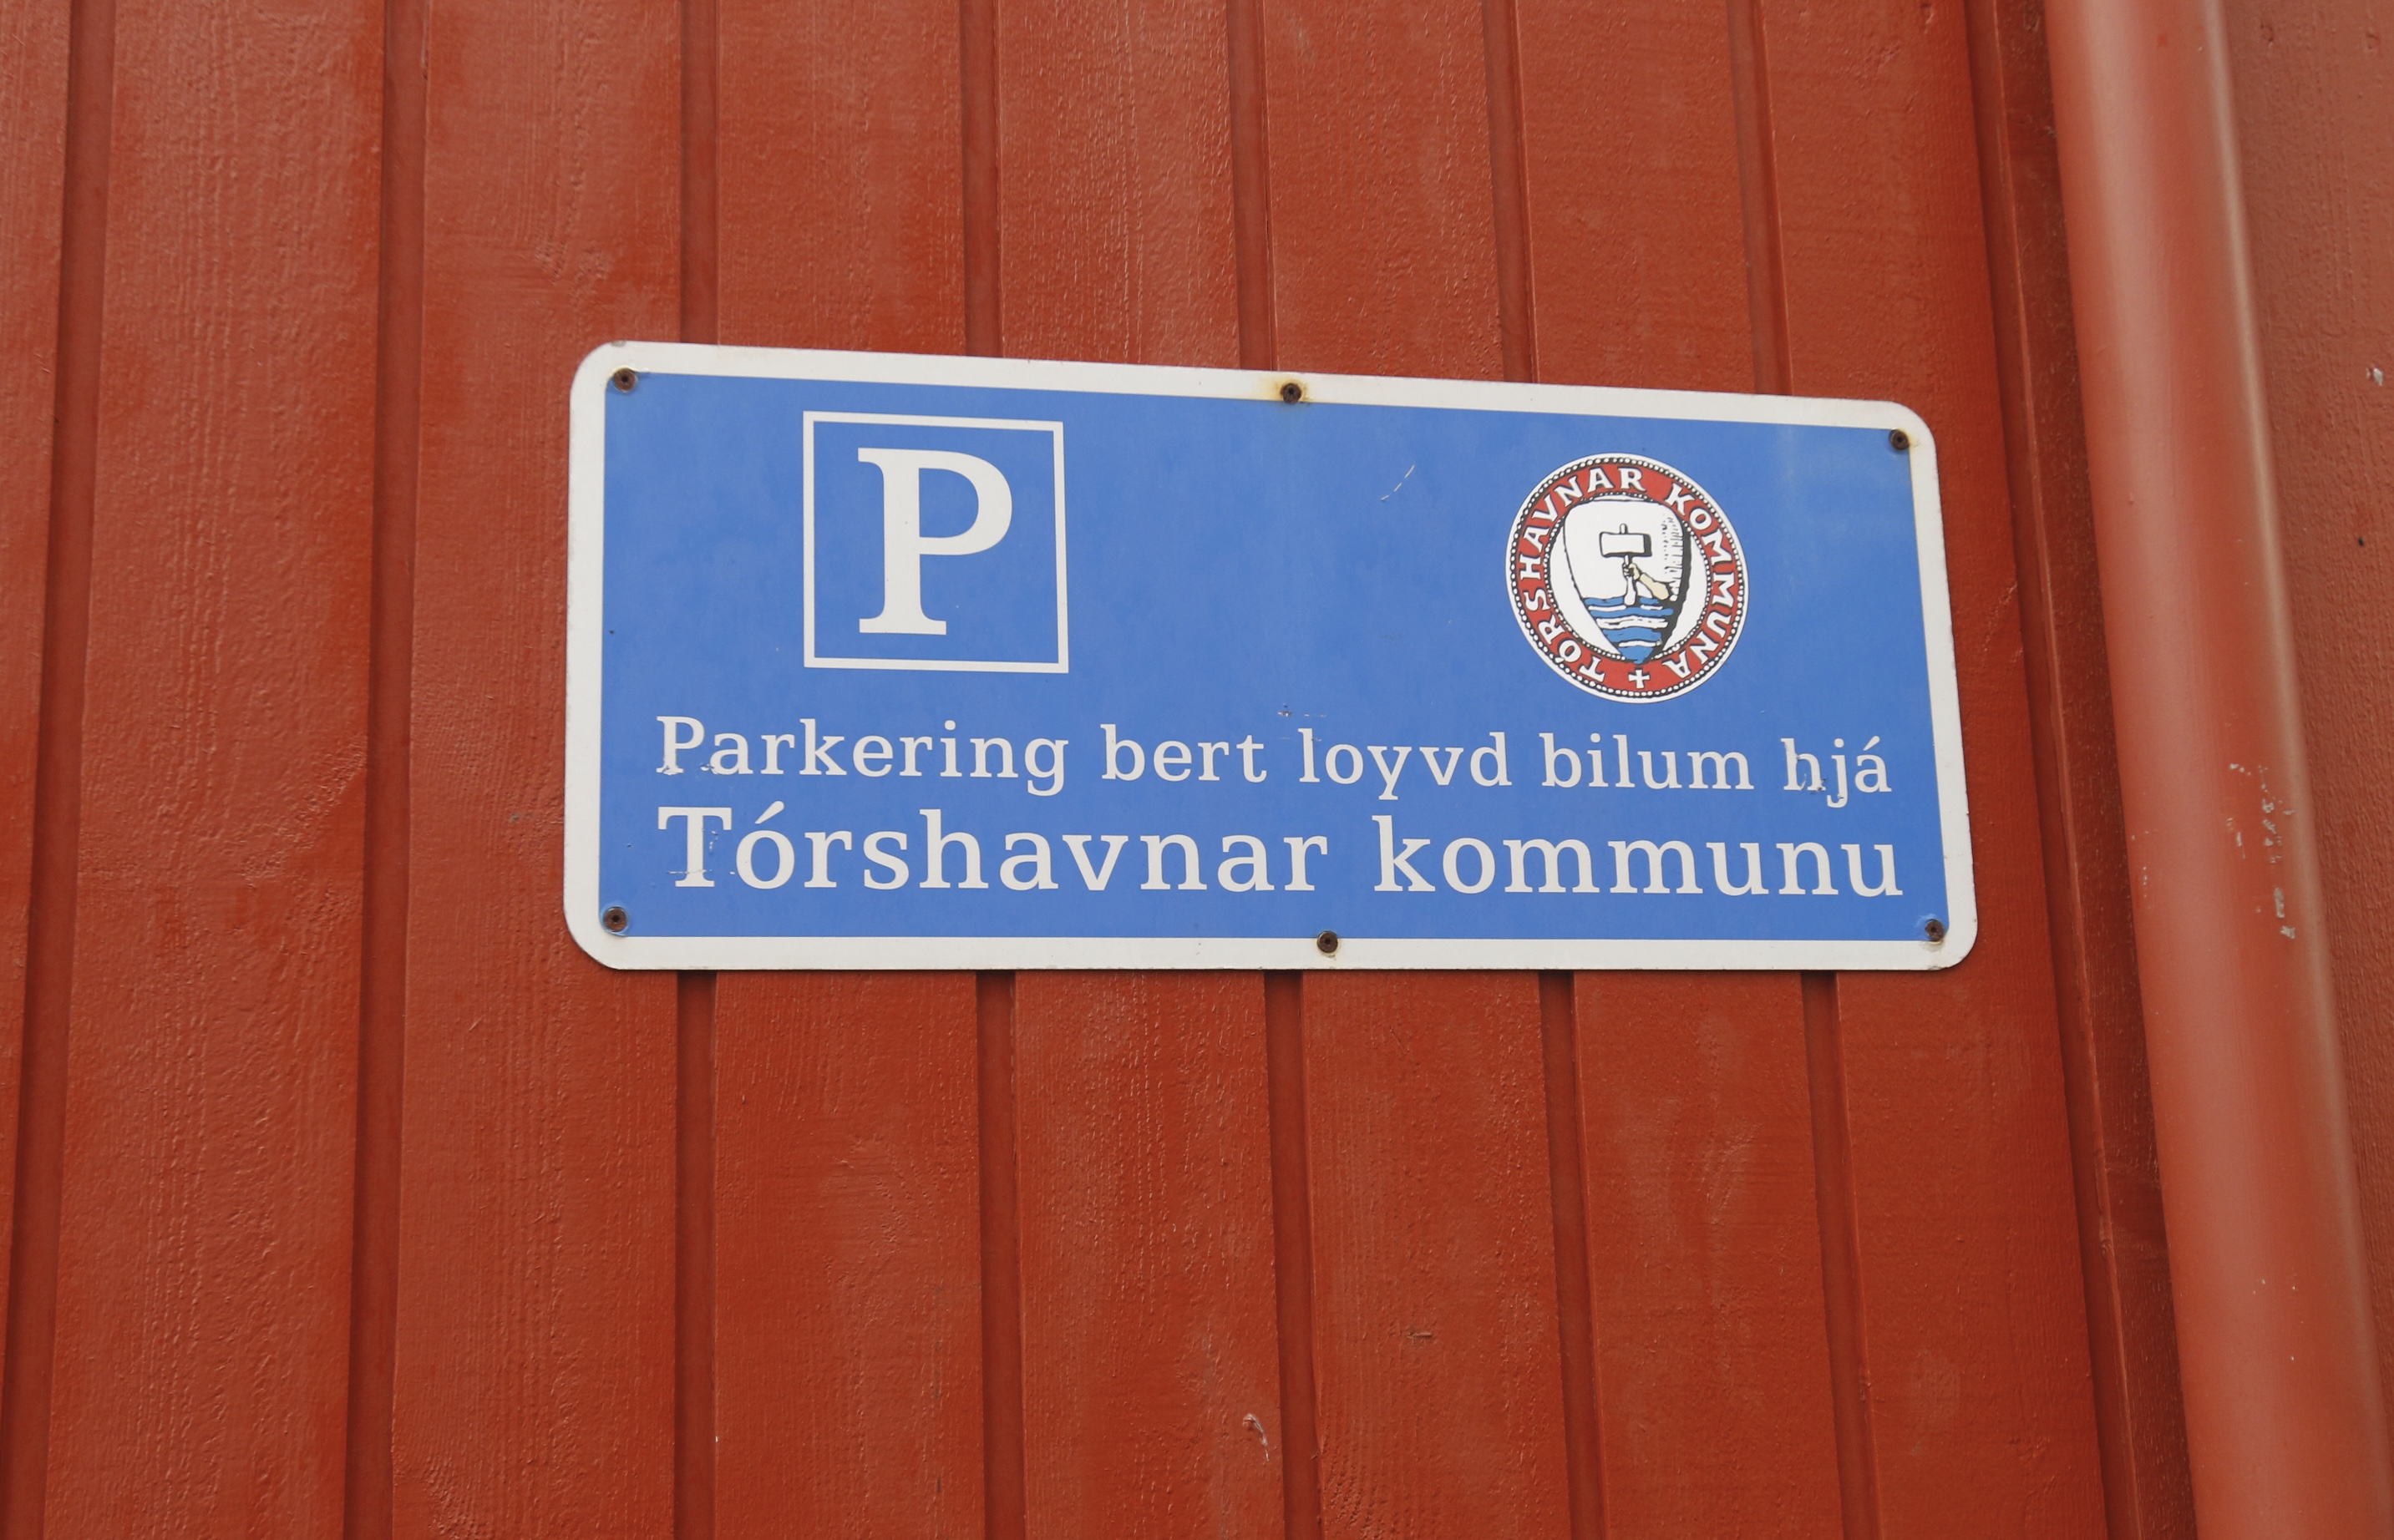 P
TÓRSHAVNAR KOMMUNA
Parkering bert loyvd bilum hjá
Tórshavnar kommunu